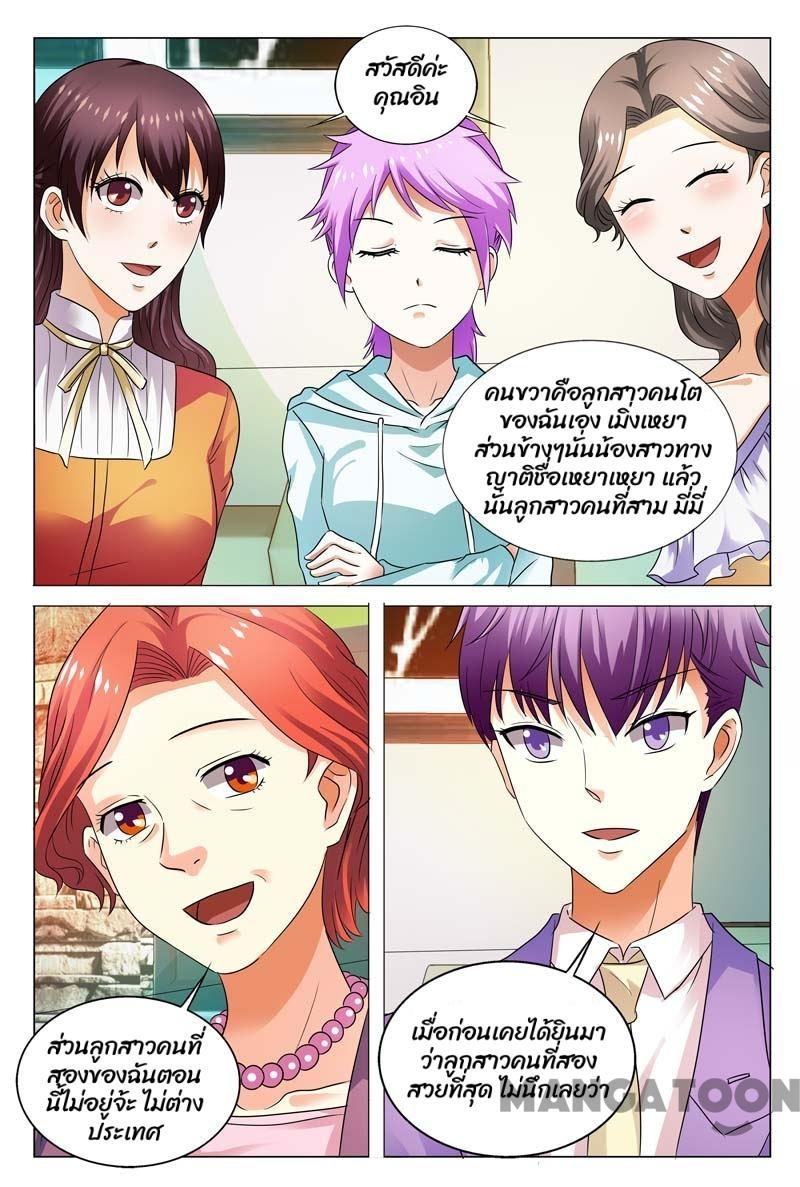 สวัสดีค่ะ
คุณอิน
คนขวาคือลูกสาวคนโต
ของฉันเอง เมิ่งเหยา
ส่วนข้างๆนั่นน้องสาวทาง
ญาติชื่อเหยาเหยา แล้ว
นั่นลูกสาวคนที่สาม มี่มี่
ส่วนลูกสาวคนที่
สองของฉันตอน
นี้ไม่อยู่จ้ะ ไม่ต่าง
ประเทศ
เมื่อก่อนเคยได้ยินมา
ว่าลูกสาวคนที่สอง
สวยที่สุด ไม่นึกเลยว่า
MANGATOON